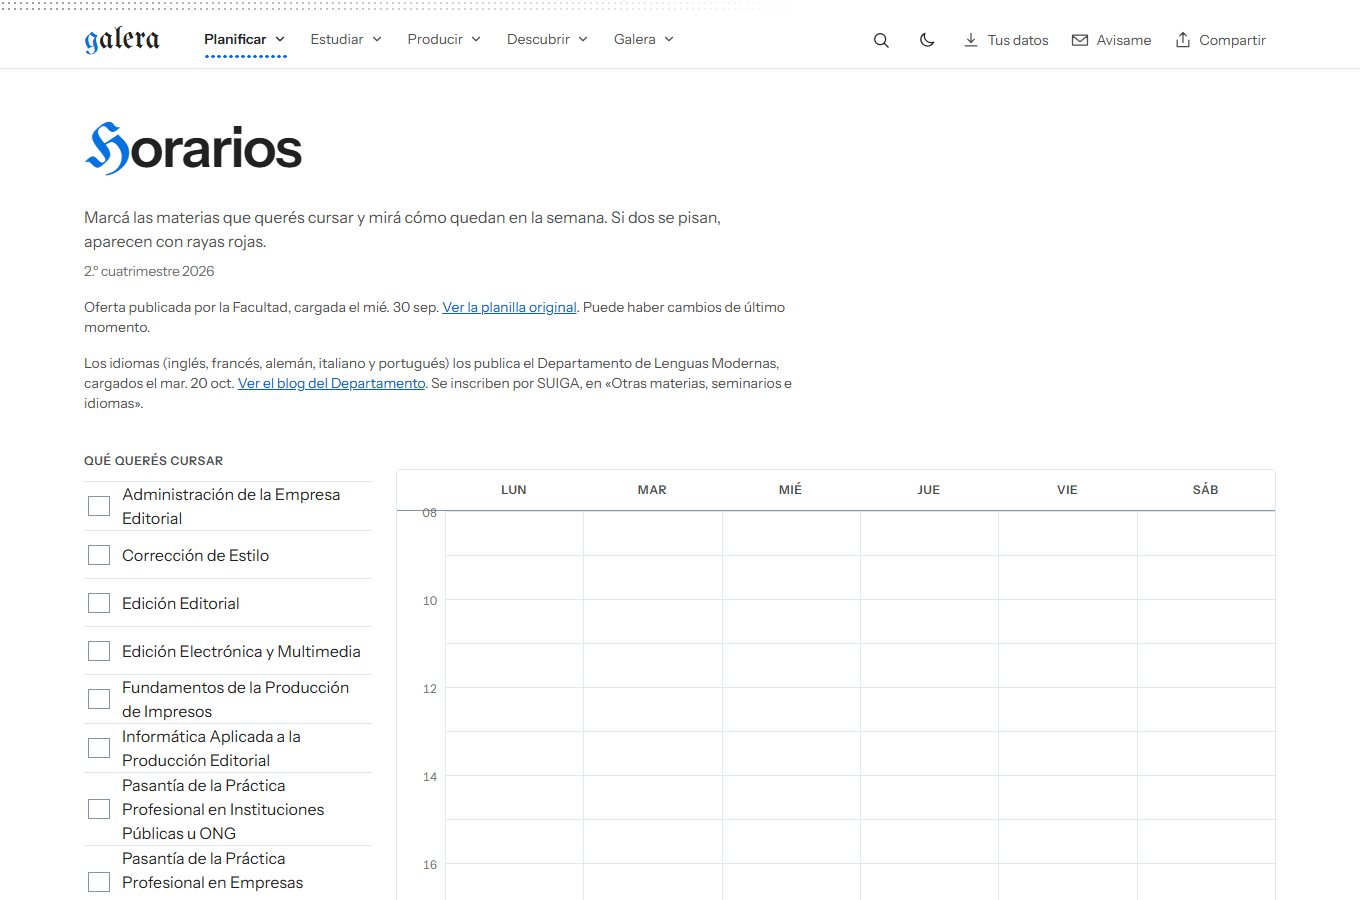 galera
Planificar
Estudiar
Producir
Descubrir
Galera
Tus datos
Avisame
Compartir
Horarios
Marcá las materias que querés cursar y mirá cómo quedan en la semana. Si dos se pisan,
aparecen con rayas rojas.
2.º cuatrimestre 2026
Oferta publicada por la Facultad, cargada el mié. 30 sep. Ver la planilla original. Puede haber cambios de último
momento.
Los idiomas (inglés, francés, alemán, italiano y portugués) los publica el Departamento de Lenguas Modernas,
cargados el mar. 20 oct. Ver el blog del Departamento. Se inscriben por SUIGA, en «Otras materias, seminarios e
idiomas».
QUÉ QUERÉS CURSAR
Administración de la Empresa
Editorial
Corrección de Estilo
Edición Editorial
Edición Electrónica y Multimedia
Fundamentos de la Producción
de Impresos
Informática Aplicada a la
Producción Editorial
Pasantía de la Práctica
Profesional en Instituciones
Públicas u ONG
Pasantía de la Práctica
Profesional en Empresas
LUN MAR MIÉ JUE VIE SÁB
08
10
12
14
16